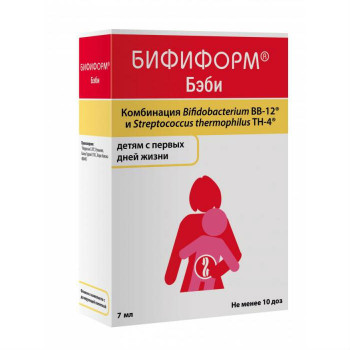 БИФИФОРМ®
Бэби
Комбинация Bifidobacterium BB-12®
и Streptococcus thermophilus TH-4®
детям с первых
дней жизни
7 мл
Не менее 10 доз